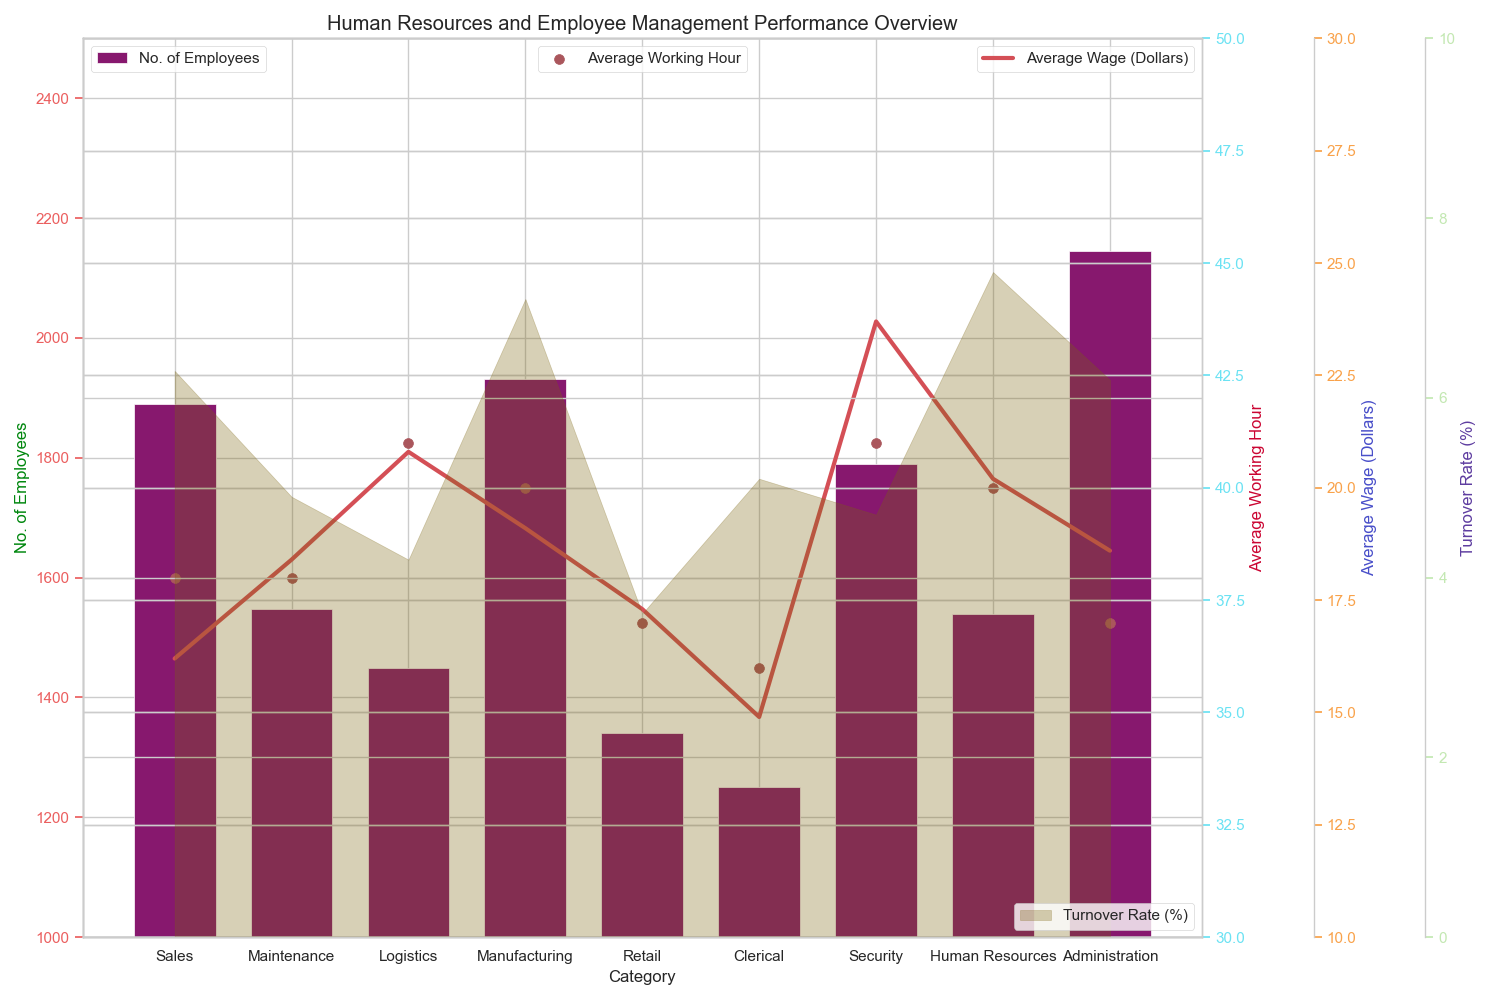 Human Resources and Employee Management Performance Overview
No. of Employees
Average Working Hour
Average Wage (Dollars)
Turnover Rate (%)
No. of Employees
2400
2200
2000
1800
1600
1400
1200
1000
50.0
47.5
45.0
42.5
40.0
37.5
35.0
32.5
30.0
Average Working Hour
30.0
27.5
25.0
22.5
20.0
17.5
15.0
12.5
10.0
Average Wage (Dollars)
10
8
6
4
2
0
Turnover Rate (%)
Sales Maintenance Logistics Manufacturing Retail Clerical Security Human Resources Administration
Category